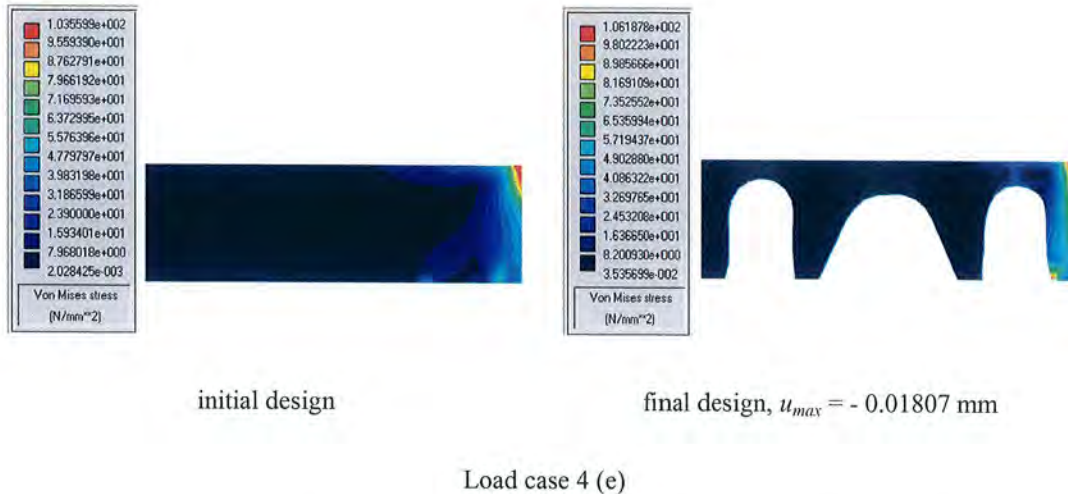 1.035599e+002
9.559390e+001
8.762791e+001
7.966192e+001
7.169593e+001
6.372995e+001
5.576396e+001
4.779797e+001
3.983198e+001
3.186599e+001
2.390000e+001
1.593401e+001
7.968018e+000
2.028425e-003
Von Mises stress
(N/mm**2)
1.061878e+002
9.802223e+001
8.985666e+001
8.169109e+001
7.352552e+001
6.535994e+001
5.719437e+001
4.902880e+001
4.086322e+001
3.269765e+001
2.453208e+001
1.636650e+001
8.200930e+000
3.535699e-002
Von Mises stress
(N/mm**2)
initial design
final design, umax = - 0.01807 mm
Load case 4 (e)